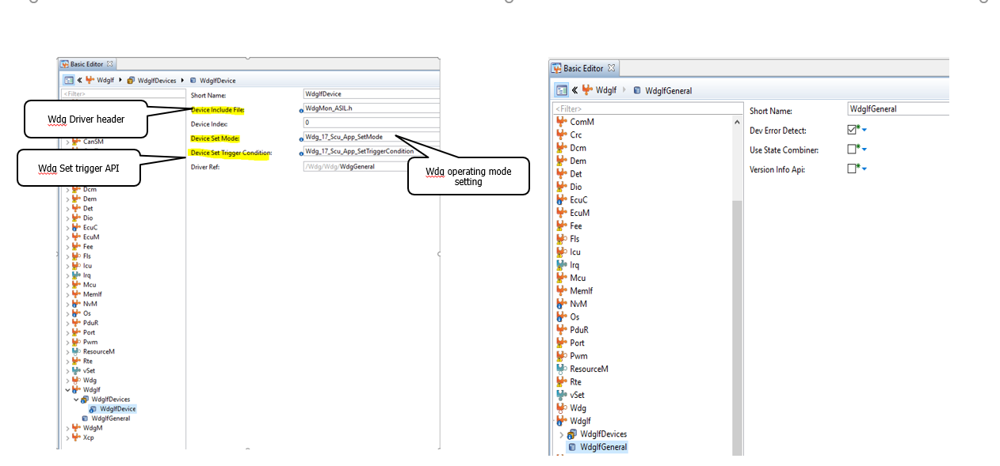 Basic Editor
WdgIf WdgIfDevices WdgIfDevice
<Filter>
Short Name: WdgIfDevice
Device Include File: WdgMon_ASIL.h
Device Index: 0
Device Set Mode: Wdg_17_Scu_App_SetMode
Device Set Trigger Condition: Wdg_17_Scu_App_SetTriggerCondition
Driver Ref: /Wdg/Wdg/WdgGeneral
Wdg Driver header
Wdg Set trigger API
Wdg operating mode
setting
CanSM
Dcm
Dem
Det
Dio
EcuC
EcuM
Fee
Fls
Icu
Irq
Mcu
MemIf
NvM
Os
PduR
Port
Pwm
ResourceM
Rte
vSet
Wdg
WdgIf
WdgIfDevices
WdgIfDevice
WdgIfGeneral
WdgM
Xcp
Basic Editor
WdgIf WdgIfGeneral
<Filter>
Short Name: WdgIfGeneral
Dev Error Detect:
Use State Combiner:
Version Info Api:
ComM
Crc
Dcm
Dem
Det
Dio
EcuC
EcuM
Fee
Fls
Icu
Irq
Mcu
MemIf
NvM
Os
PduR
Port
Pwm
ResourceM
Rte
vSet
Wdg
WdgIf
WdgIfDevices
WdgIfGeneral